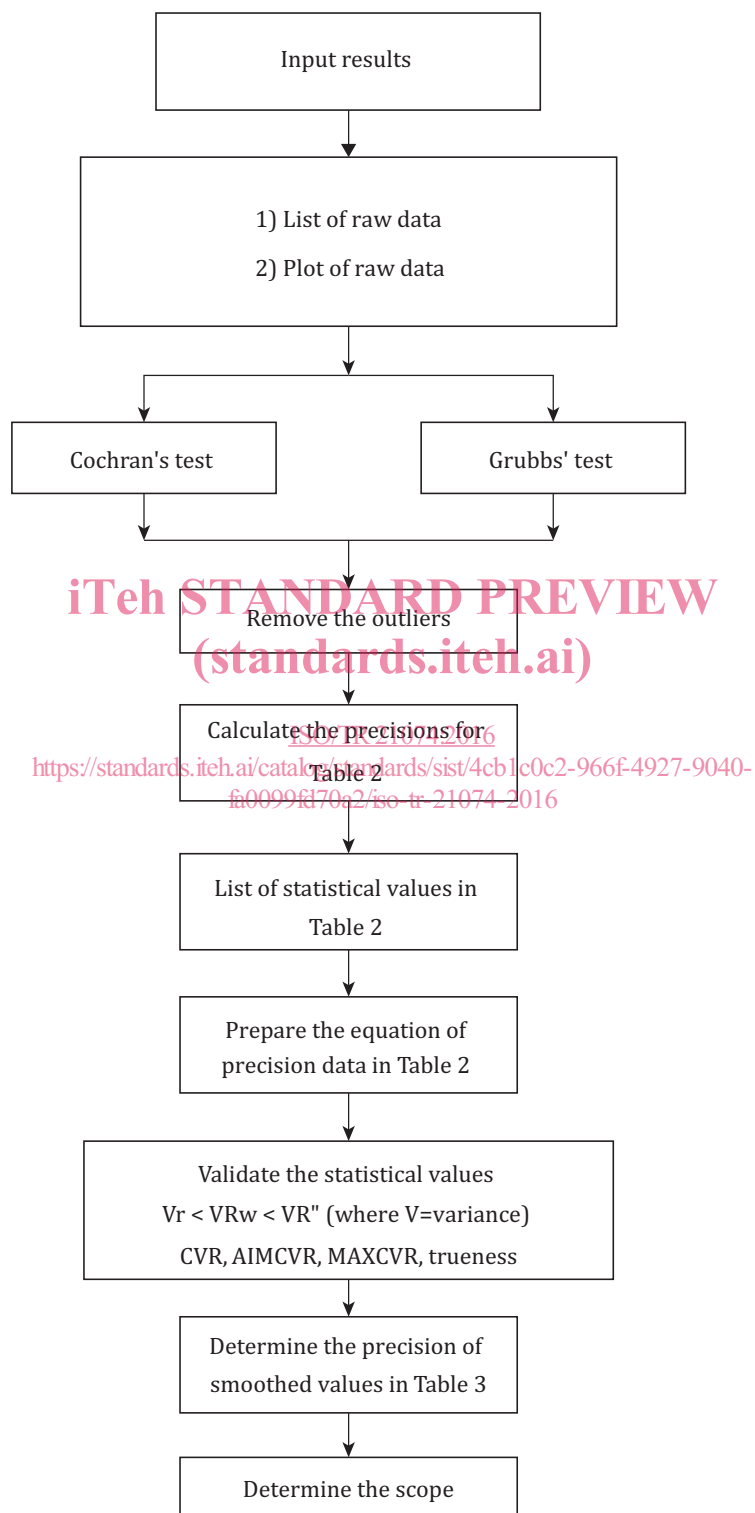 Input results
1) List of raw data
2) Plot of raw data
Cochran's test
Grubbs' test
iTeh STANDARD PREVIEW
Remove the outliers
(standards.iteh.ai)
Calculate the precisions for
ISO/TR 21074:2016
https://standards.iteh.ai/catalog/standards/sist/4cb1c0c2-966f-4927-9040-
Table 2
fa0099fd70a2/iso-tr-21074-2016
List of statistical values in
Table 2
Prepare the equation of
precision data in Table 2
Validate the statistical values
Vr < VRw < VR" (where V=variance)
CVR, AIMCVR, MAXCVR, trueness
Determine the precision of
smoothed values in Table 3
Determine the scope